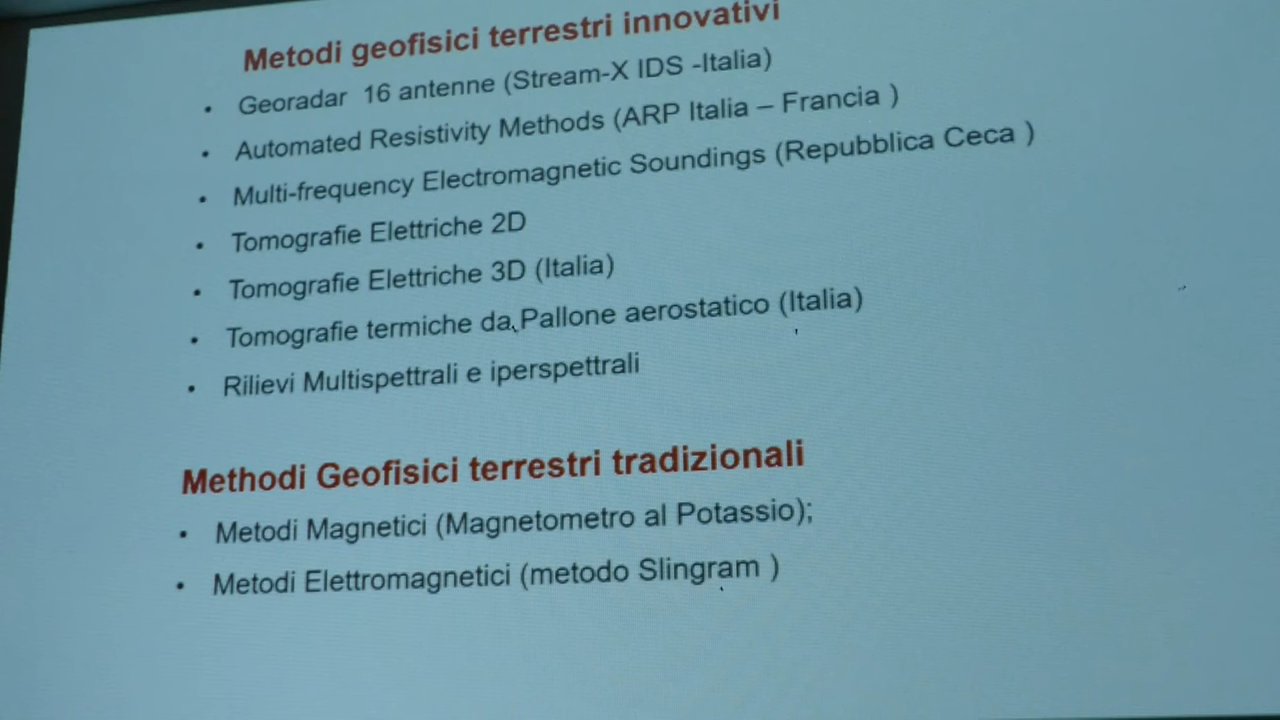 Metodi geofisici terrestri innovativi
• Georadar 16 antenne (Stream-X IDS -Italia)
• Automated Resistivity Methods (ARP Italia – Francia )
• Multi-frequency Electromagnetic Soundings (Repubblica Ceca )
• Tomografie Elettriche 2D
• Tomografie Elettriche 3D (Italia)
• Tomografie termiche da Pallone aerostatico (Italia)
• Rilievi Multispettrali e iperspettrali
Methodi Geofisici terrestri tradizionali
• Metodi Magnetici (Magnetometro al Potassio);
• Metodi Elettromagnetici (metodo Slingram )